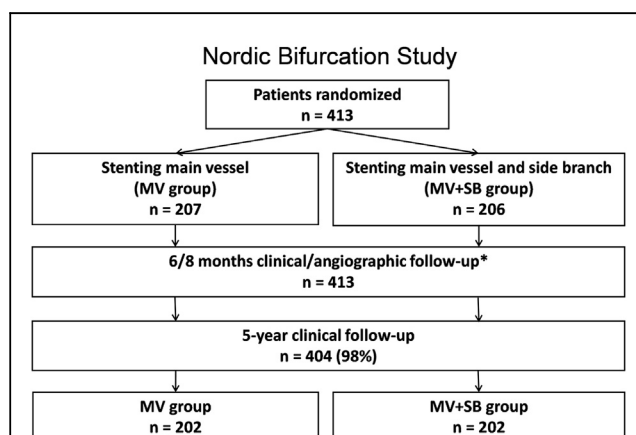 Nordic Bifurcation Study
Patients randomized
n = 413
Stenting main vessel
(MV group)
n = 207
Stenting main vessel and side branch
(MV+SB group)
n = 206
6/8 months clinical/angiographic follow-up*
n = 413
5-year clinical follow-up
n = 404 (98%)
MV group
n = 202
MV+SB group
n = 202